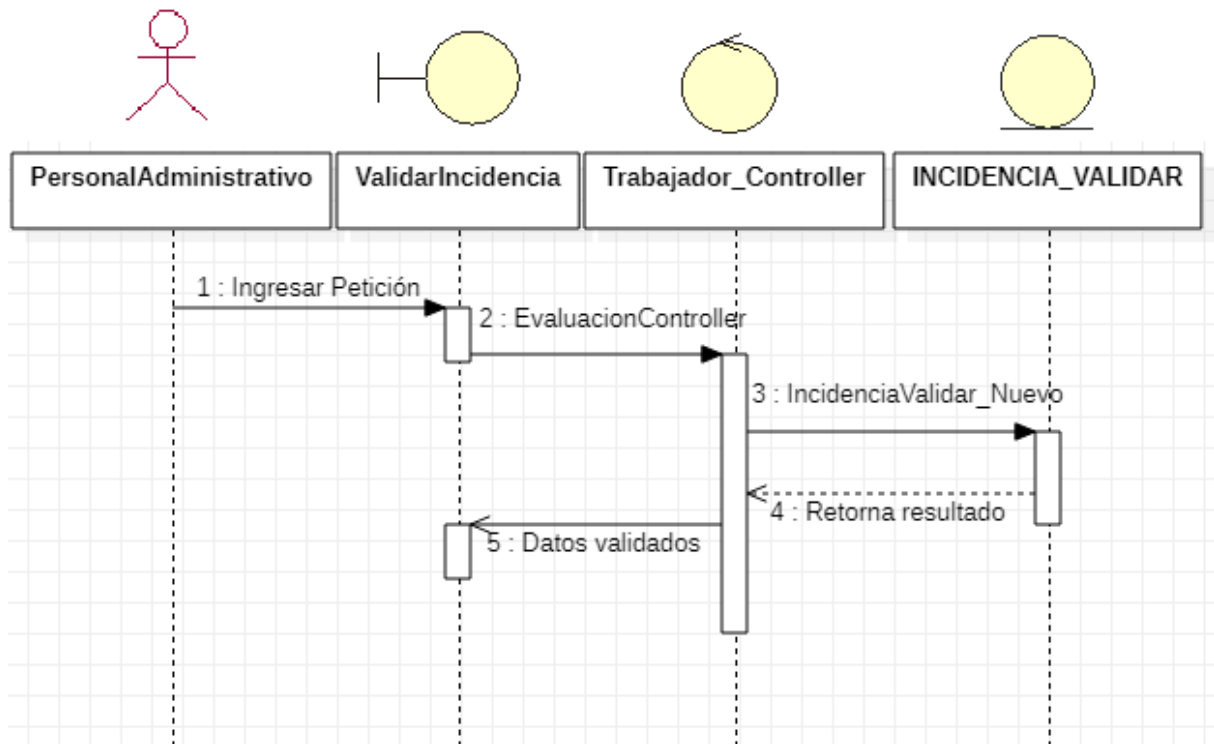 PersonalAdministrativo
ValidarIncidencia
Trabajador_Controller
INCIDENCIA_VALIDAR
1 : Ingresar Petición
2 : EvaluacionController
3 : IncidenciaValidar_Nuevo
4 : Retorna resultado
5 : Datos validados